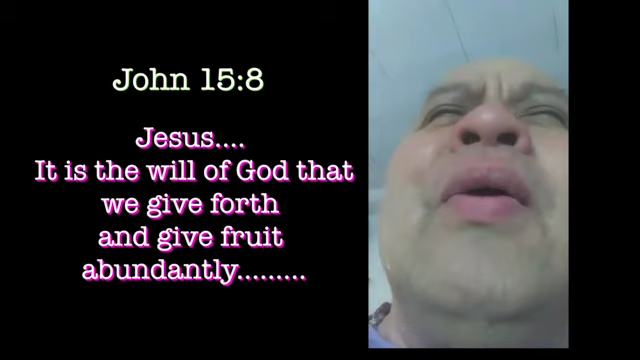 John 15:8
Jesus....
It is the will of God that
we give forth
and give fruit
abundantly.........